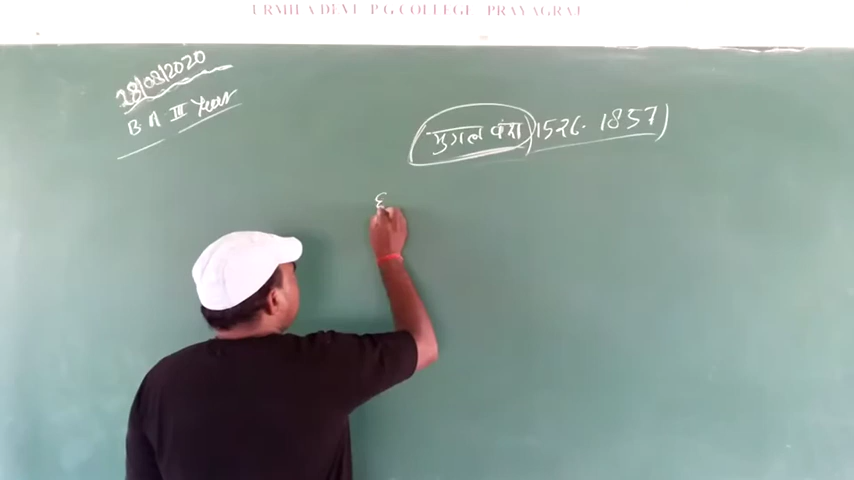 URMILA DEVI P.G. COLLEGE PRAYAGRAJ
28/08/2020
B A III Year
मुगल वंश (1526-1857)